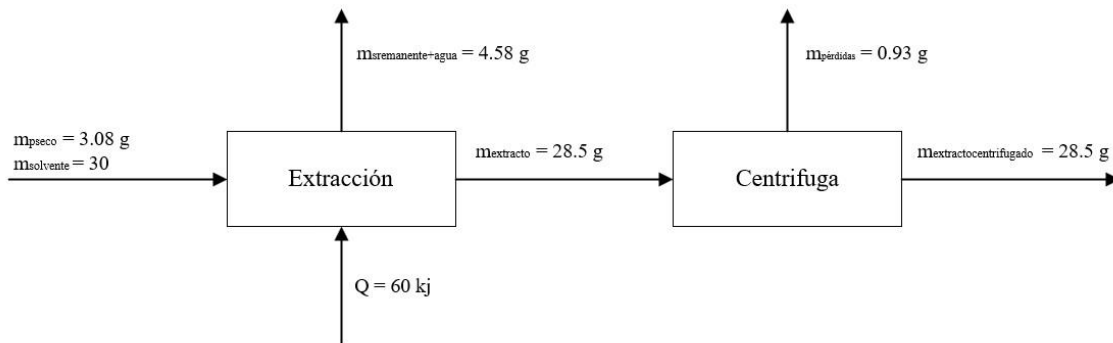 msremanente+agua = 4.58 g
mpérdidas = 0.93 g
mpseco = 3.08 g
msolvente = 30
Extracción
mextracto = 28.5 g
Centrifuga
mextractocentrifugado = 28.5 g
Q = 60 kj